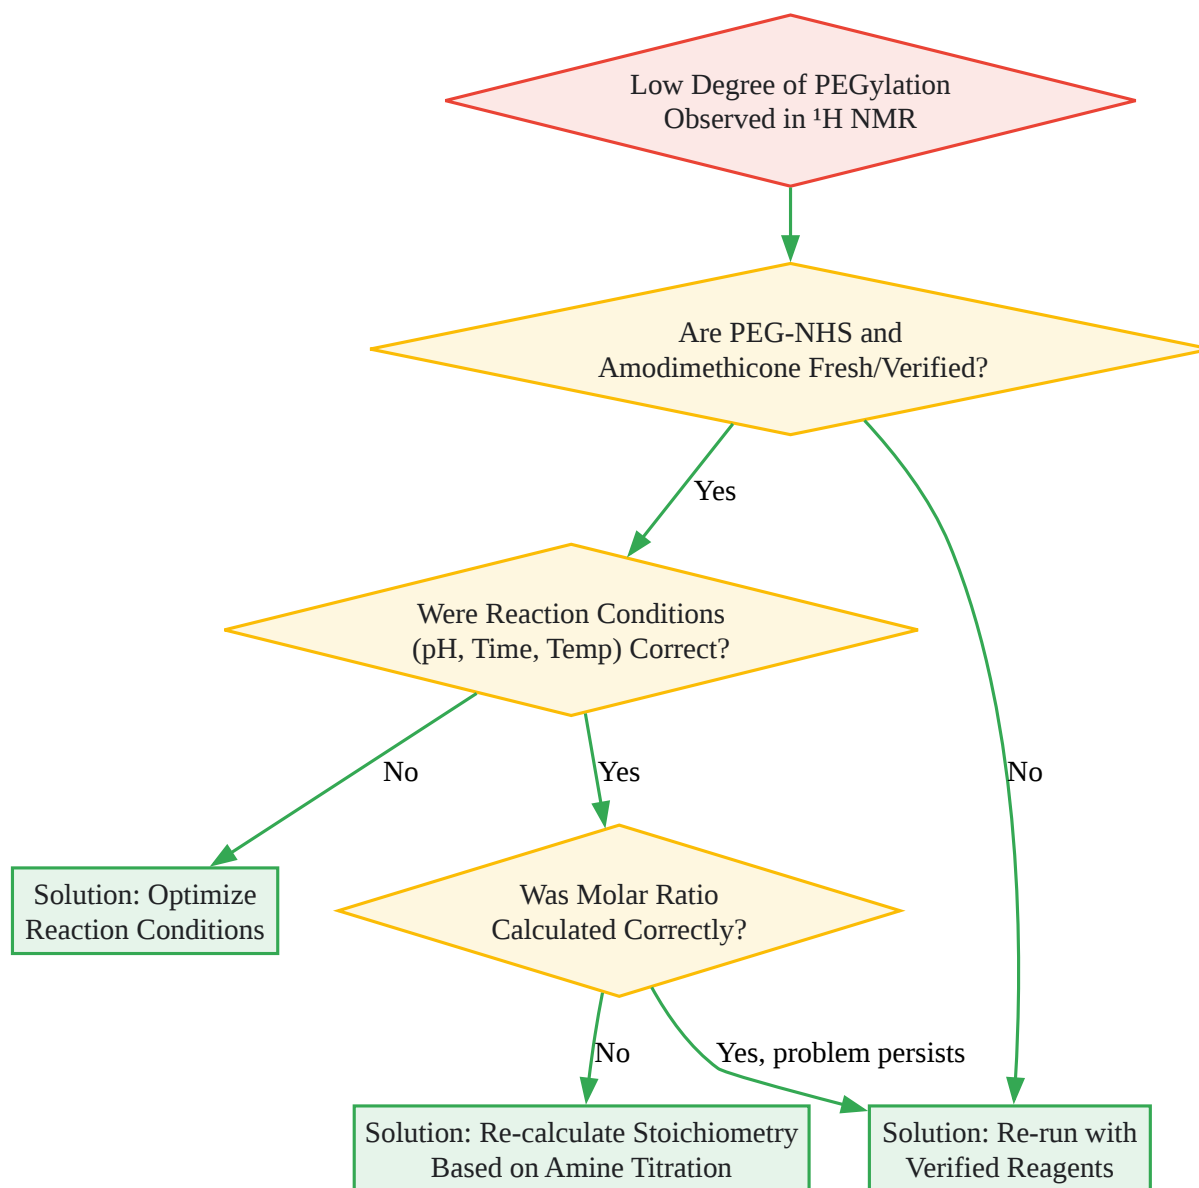 Low Degree of PEGylation
Observed in ¹H NMR
Are PEG-NHS and
Amodimethicone Fresh/Verified?
Yes
Were Reaction Conditions
(pH, Time, Temp) Correct?
No
Yes
No
Solution: Optimize
Reaction Conditions
Was Molar Ratio
Calculated Correctly?
No
Yes, problem persists
Solution: Re-calculate Stoichiometry
Based on Amine Titration
Solution: Re-run with
Verified Reagents